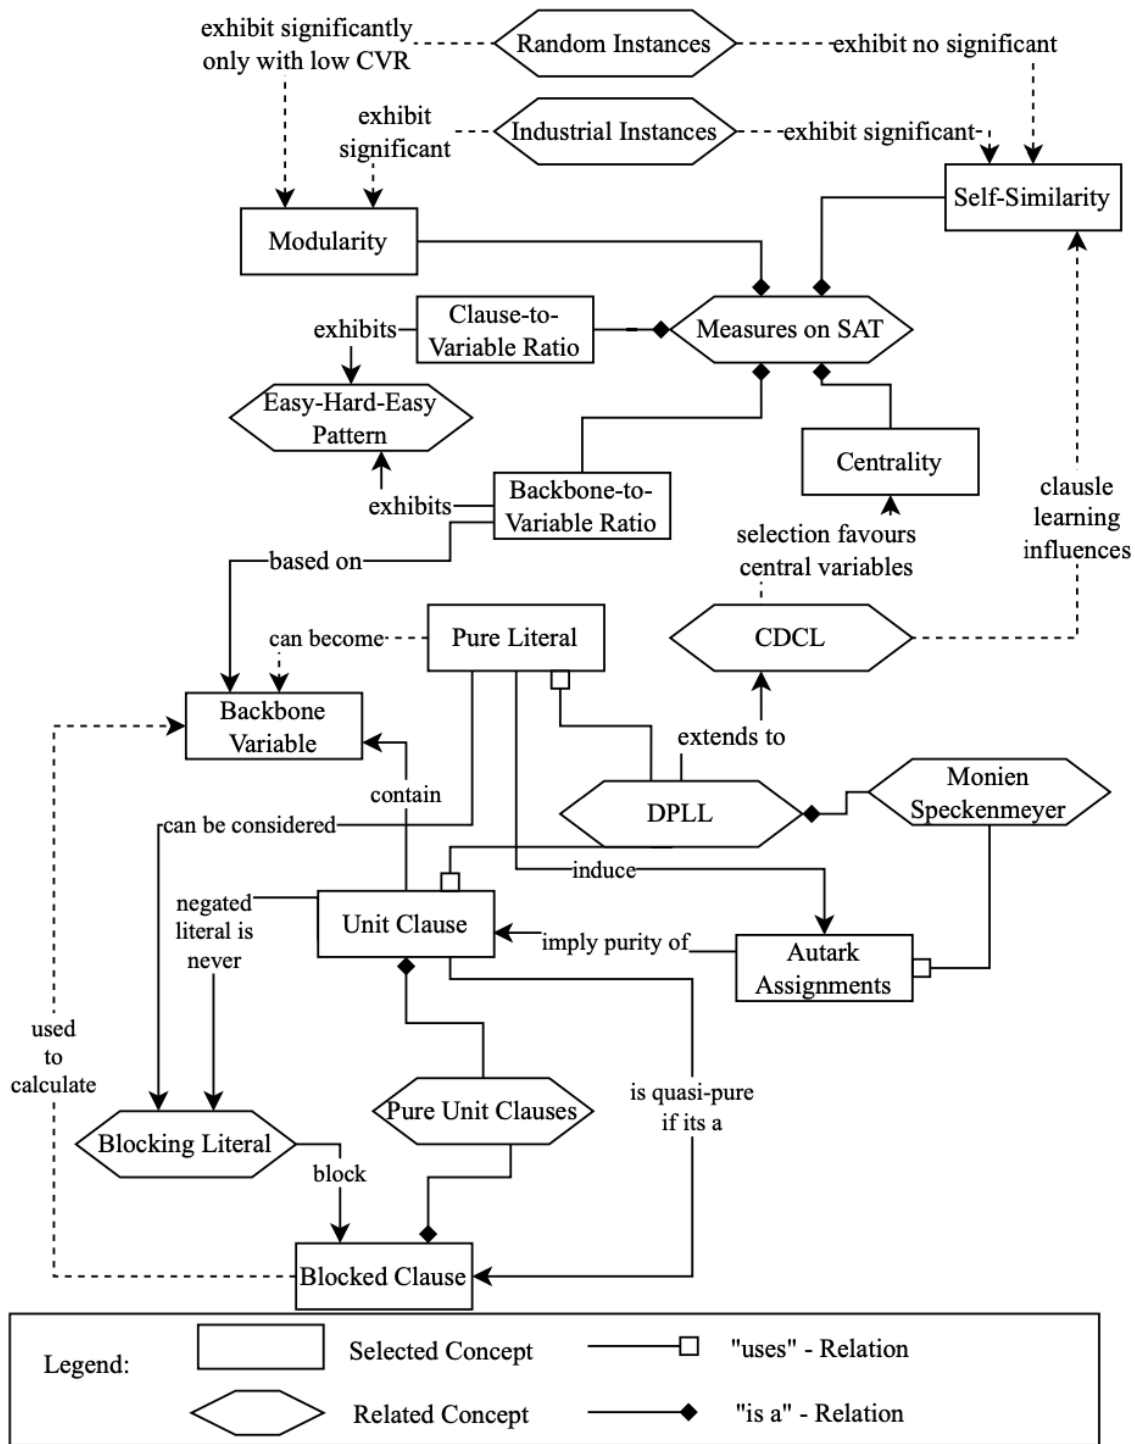 exhibit significantly
only with low CVR
Random Instances
exhibit no significant
exhibit
significant
Industrial Instances
exhibit significant
Self-Similarity
Modularity
Clause-to-
Variable Ratio
exhibits
Measures on SAT
Easy-Hard-Easy
Pattern
Centrality
exhibits
Backbone-to-
Variable Ratio
clausle
learning
influences
selection favours
central variables
based on
can become
Pure Literal
CDCL
Backbone
Variable
extends to
contain
Monien
Speckenmeyer
DPLL
can be considered
induce
negated
literal is
never
Unit Clause
imply purity of
Autark
Assignments
used
to
calculate
Pure Unit Clauses
is quasi-pure
if its a
Blocking Literal
block
Blocked Clause
Legend:
Selected Concept
"uses" - Relation
Related Concept
"is a" - Relation